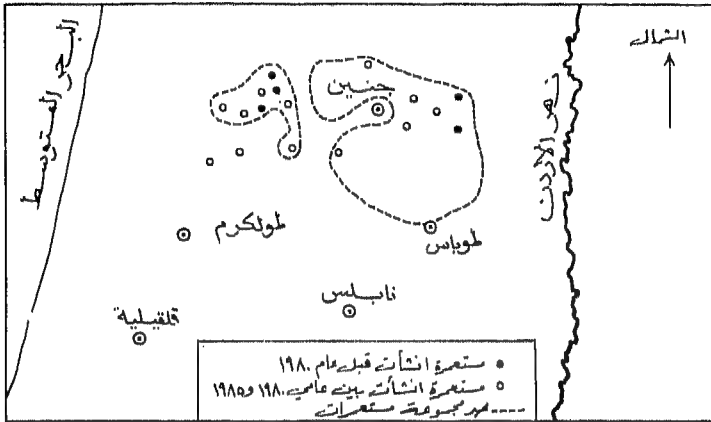 البحر المتوسط
نهر الأردن
الشمال
جنين
طولكرم
طوباس
نابلس
قلقيلية
مستعمرة انشأت قبل عام ١٩٨٠
مستعمرة انشأت بين عامي ١٩٨٠ و١٩٨٥
مجموعة مستعمرات